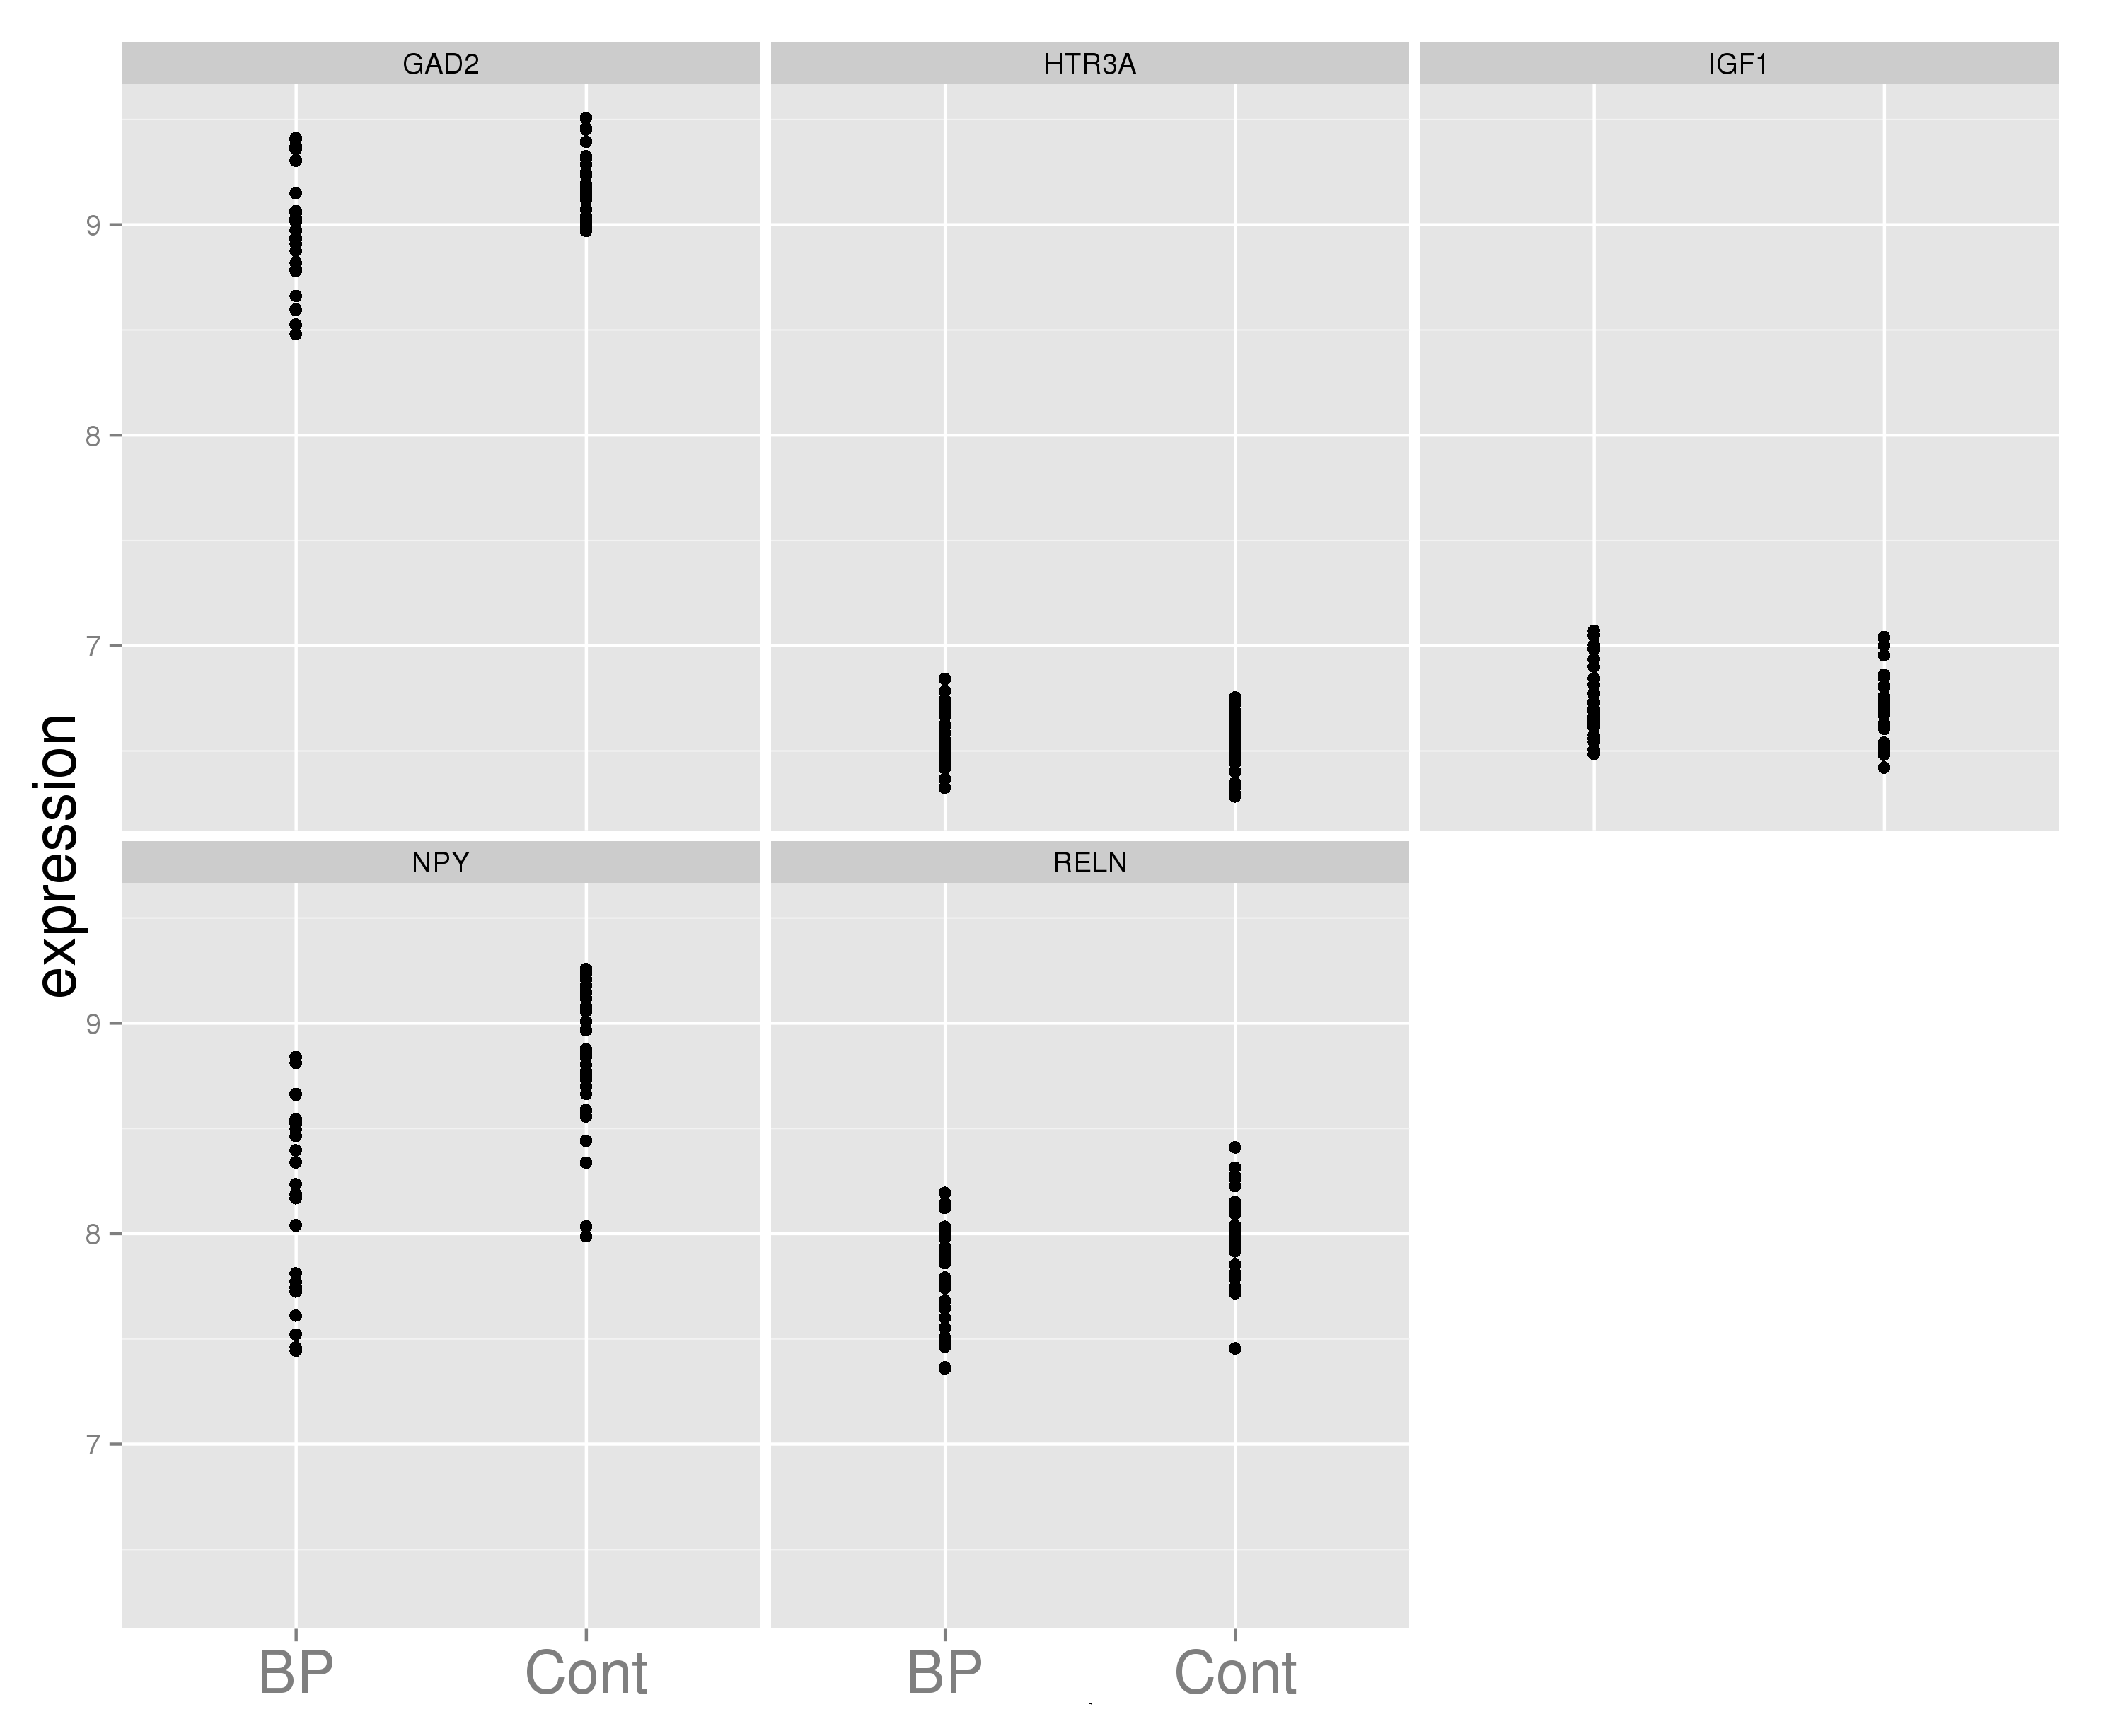 GAD2 HTR3A IGF1
9
8
7
expression
NPY RELN
9
8
7
BP Cont BP Cont